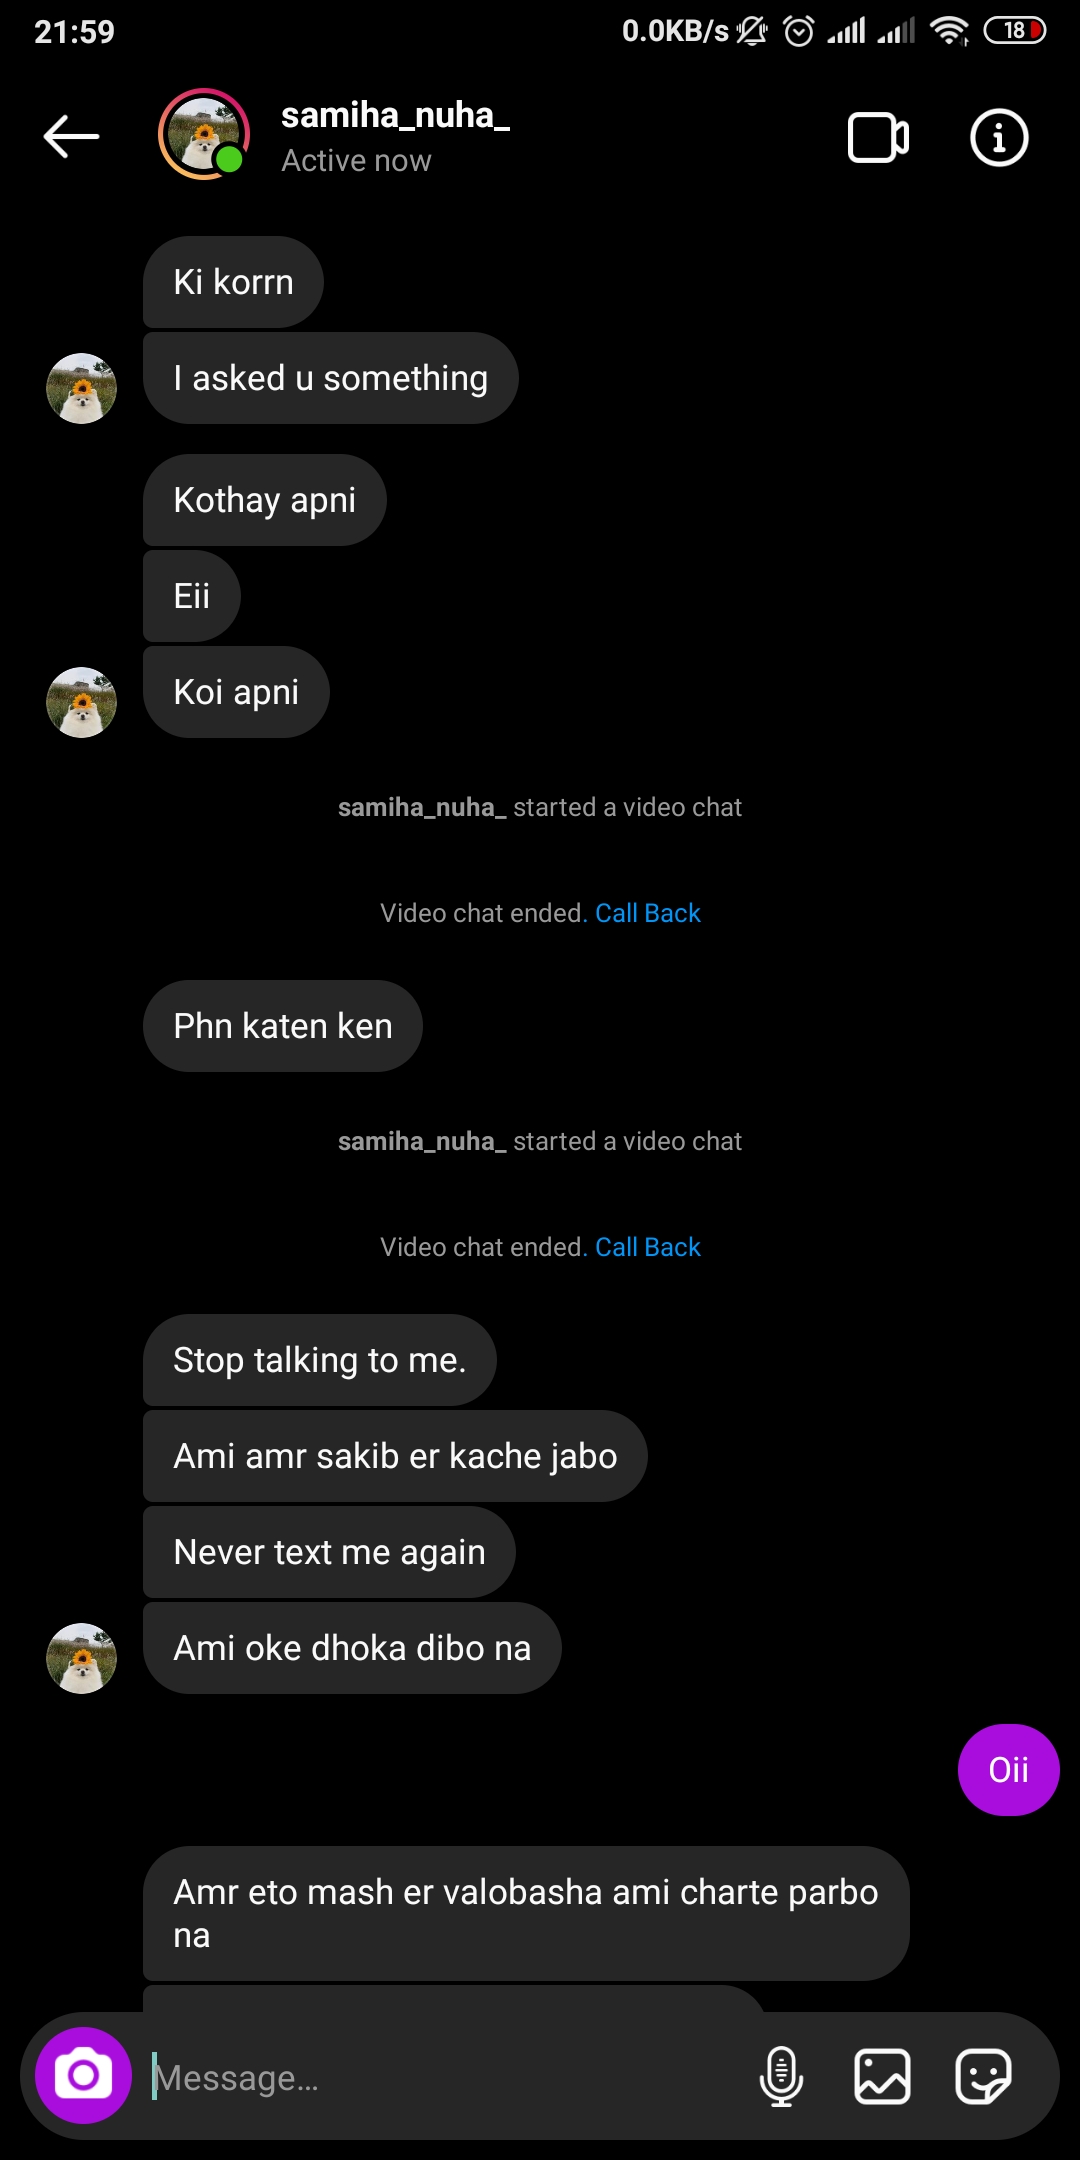 21:59 0.0KB/s 18
samiha_nuha_
Active now
Ki korrn
I asked u something
Kothay apni
Eii
Koi apni
samiha_nuha_ started a video chat
Video chat ended. Call Back
Phn katen ken
samiha_nuha_ started a video chat
Video chat ended. Call Back
Stop talking to me.
Ami amr sakib er kache jabo
Never text me again
Ami oke dhoka dibo na
Oii
Amr eto mash er valobasha ami charte parbo
na
Message...